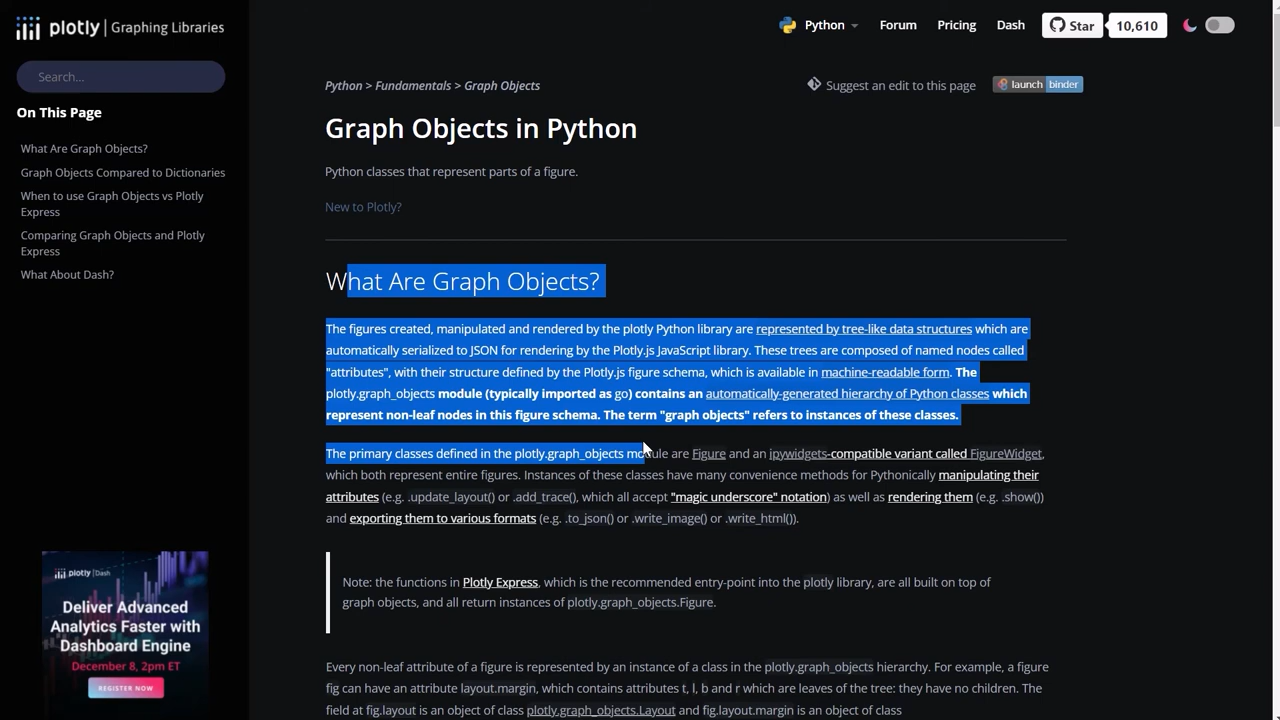 plotly | Graphing Libraries
Python
Forum
Pricing
Dash
Star
10,610
Search...
On This Page
What Are Graph Objects?
Graph Objects Compared to Dictionaries
When to use Graph Objects vs Plotly
Express
Comparing Graph Objects and Plotly
Express
What About Dash?
plotly | Dash
Deliver Advanced
Analytics Faster with
Dashboard Engine
December 8, 2pm ET
REGISTER NOW
Python > Fundamentals > Graph Objects
Suggest an edit to this page
launch binder
Graph Objects in Python
Python classes that represent parts of a figure.
New to Plotly?
What Are Graph Objects?
The figures created, manipulated and rendered by the plotly Python library are represented by tree-like data structures which are
automatically serialized to JSON for rendering by the Plotly.js JavaScript library. These trees are composed of named nodes called
"attributes", with their structure defined by the Plotly.js figure schema, which is available in machine-readable form. The
plotly.graph_objects module (typically imported as go) contains an automatically-generated hierarchy of Python classes which
represent non-leaf nodes in this figure schema. The term "graph objects" refers to instances of these classes.
The primary classes defined in the plotly.graph_objects module are Figure and an ipywidgets-compatible variant called FigureWidget,
which both represent entire figures. Instances of these classes have many convenience methods for Pythonically manipulating their
attributes (e.g. .update_layout() or .add_trace(), which all accept "magic underscore" notation) as well as rendering them (e.g. .show())
and exporting them to various formats (e.g. .to_json() or .write_image() or .write_html()).
Note: the functions in Plotly Express, which is the recommended entry-point into the plotly library, are all built on top of
graph objects, and all return instances of plotly.graph_objects.Figure.
Every non-leaf attribute of a figure is represented by an instance of a class in the plotly.graph_objects hierarchy. For example, a figure
fig can have an attribute layout.margin, which contains attributes t, l, b and r which are leaves of the tree: they have no children. The
field at fig.layout is an object of class plotly.graph_objects.Layout and fig.layout.margin is an object of class